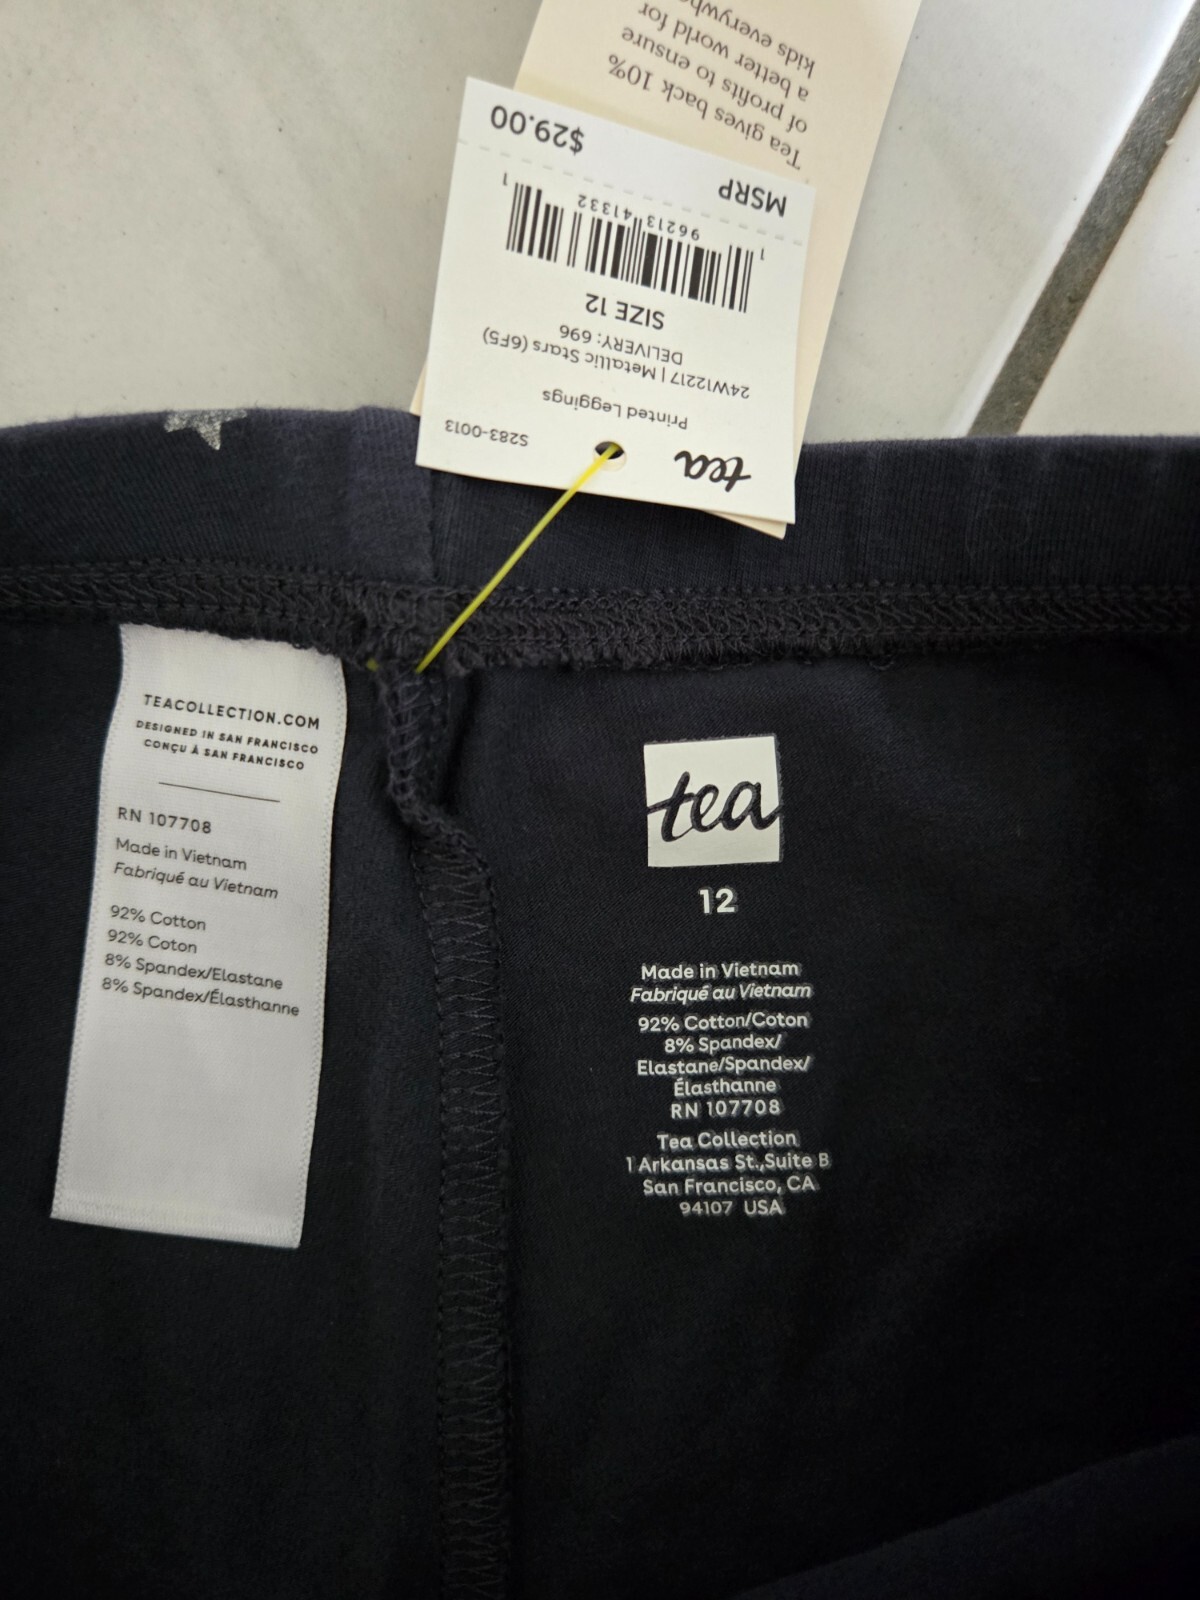 Tea gives back 10%
of profits to ensure
a better world for
kids everywh
tea
S283-0013
Printed Leggings
24W12217 | Metallic Stars (6F5)
DELIVERY: 696
SIZE 12
1 96213 41332 1
MSRP
$29.00
TEACOLLECTION.COM
DESIGNED IN SAN FRANCISCO
CONÇU À SAN FRANCISCO
RN 107708
Made in Vietnam
Fabriqué au Vietnam
92% Cotton
92% Coton
8% Spandex/Elastane
8% Spandex/Élasthanne
tea
12
Made in Vietnam
Fabriqué au Vietnam
92% Cotton/Coton
8% Spandex/
Elastane/Spandex/
Élasthanne
RN 107708
Tea Collection
1 Arkansas St.,Suite B
San Francisco, CA
94107 USA